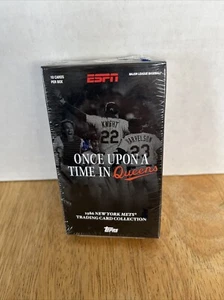 ESPN
MAJOR LEAGUE BASEBALL
10 CARDS
PER BOX
KNIGHT
22
DAVIDSON
23
ONCE UPON A
TIME IN Queens
1986 NEW YORK METS
TRADING CARD COLLECTION
Topps